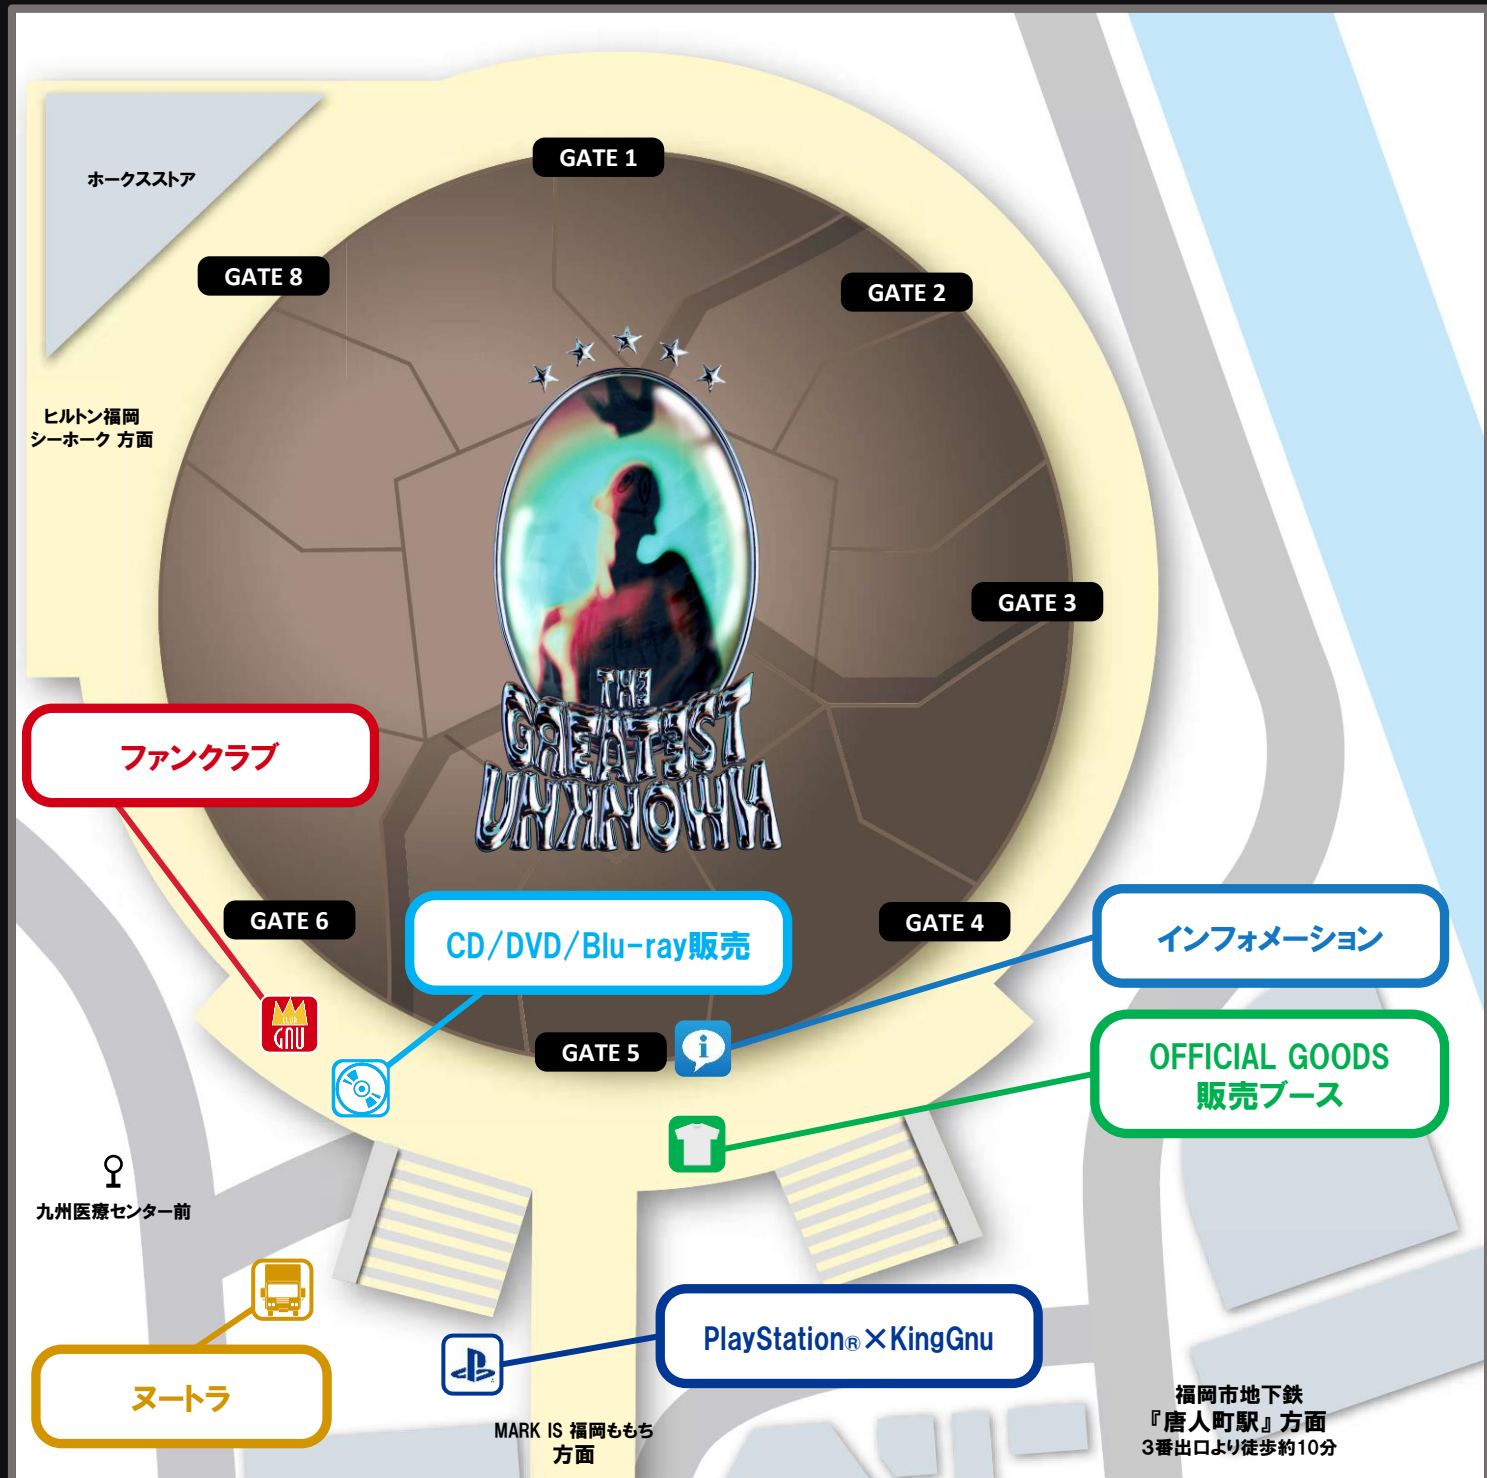 GATE 1
ホークスストア
GATE 8
GATE 2
ヒルトン福岡
シーホーク 方面
GATE 3
THE
GREATEST
UNKNOWN
ファンクラブ
GATE 6
CD/DVD/Blu-ray販売
GATE 4
インフォメーション
CLUB
GNU
GATE 5
i
OFFICIAL GOODS
販売ブース
九州医療センター前
PlayStation®×KingGnu
ヌートラ
MARK IS 福岡ももち
方面
福岡市地下鉄
『唐人町駅』方面
3番出口より徒歩約10分